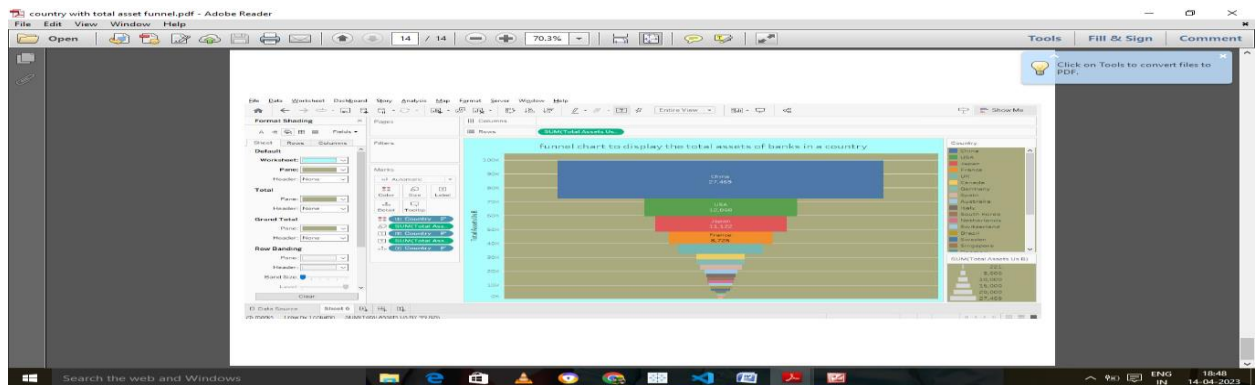 country with total asset funnel.pdf - Adobe Reader
File Edit View Window Help
Open 14 / 14 70.3% Tools Fill & Sign Comment
Click on Tools to convert files to PDF.
File Data Worksheet Dashboard Story Analysis Map Format Server Window Help
Entire View Show Me
Format Shading Pages Columns
Fields Rows SUM(Total Assets Us..
Sheet Rows Columns Filters
funnel chart to display the total assets of banks in a country
Default
Worksheet:
Pane:
Header: None
Marks
Automatic
Total
Color Size Label
Pane:
Detail Tooltip
Header: None
Country
SUM(Total Ass..
Country
SUM(Total Ass..
Country
Grand Total
Pane:
Header: None
Row Banding
Pane:
Header:
Band Size:
Level:
Clear
China
27,469
USA
Japan
France
8,729
Country
China
USA
Japan
France
UK
Canada
Germany
Spain
Australia
Italy
South Korea
Netherlands
Switzerland
Brazil
Sweden
Singapore
SUM(Total Assets Us B)
27,469
Data Source Sheet 6
Search the web and Windows
ENG 18:48
IN 14-04-2023